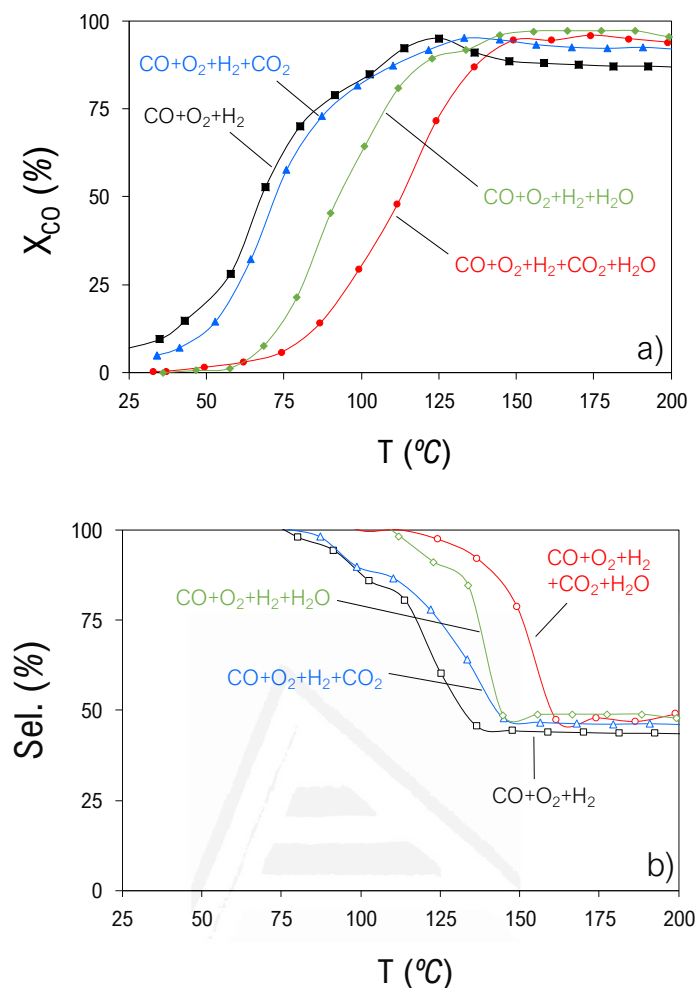 100
75
50
25
0
X_CO (%)
CO+O₂+H₂+CO₂
CO+O₂+H₂
CO+O₂+H₂+H₂O
CO+O₂+H₂+CO₂+H₂O
a)
25 50 75 100 125 150 175 200
T (ºC)
100
75
50
25
0
Sel. (%)
CO+O₂+H₂
+CO₂+H₂O
CO+O₂+H₂+H₂O
CO+O₂+H₂+CO₂
CO+O₂+H₂
b)
25 50 75 100 125 150 175 200
T (ºC)